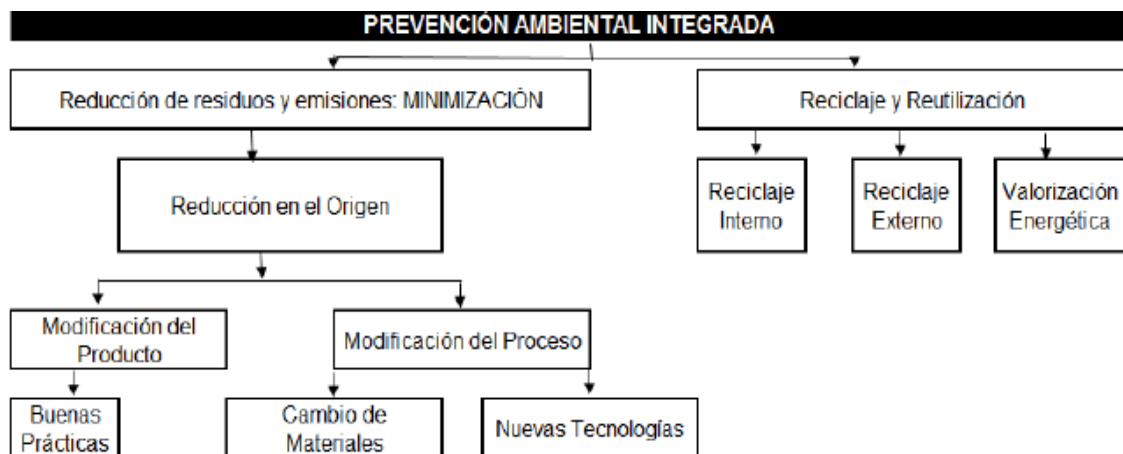 PREVENCIÓN AMBIENTAL INTEGRADA
Reducción de residuos y emisiones: MINIMIZACIÓN
Reciclaje y Reutilización
Reducción en el Origen
Reciclaje
Interno
Reciclaje
Externo
Valorización
Energética
Modificación del
Producto
Modificación del Proceso
Buenas
Prácticas
Cambio de
Materiales
Nuevas Tecnologías